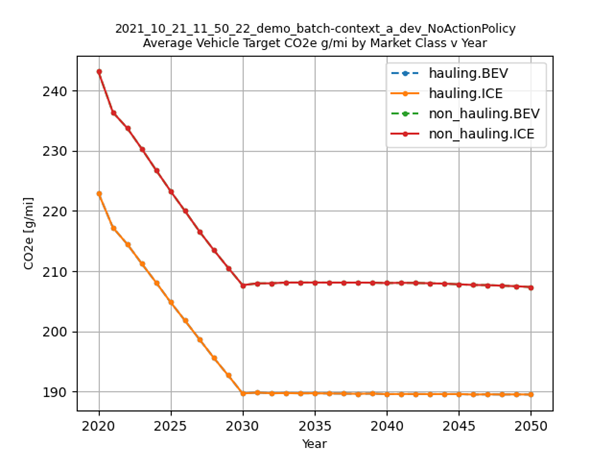 2021_10_21_11_50_22_demo_batch-context_a_dev_NoActionPolicy
Average Vehicle Target CO2e g/mi by Market Class v Year
hauling.BEV
hauling.ICE
non_hauling.BEV
non_hauling.ICE
CO2e [g/mi]
240
230
220
210
200
190
2020 2025 2030 2035 2040 2045 2050
Year